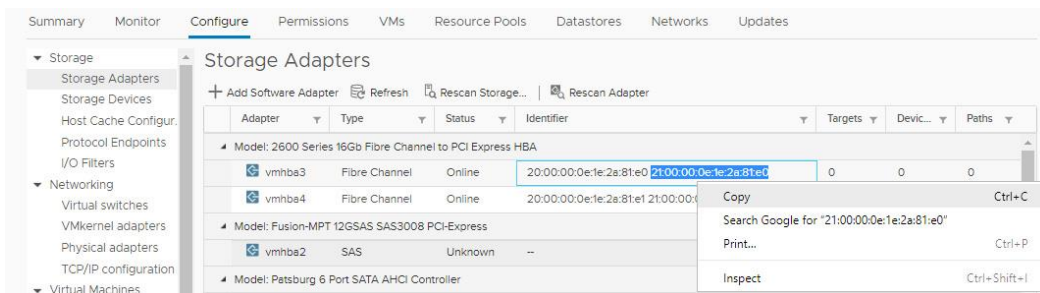 Summary Monitor Configure Permissions VMs Resource Pools Datastores Networks Updates
Storage
Storage Adapters
Storage Devices
Host Cache Configur.
Protocol Endpoints
I/O Filters
Networking
Virtual switches
VMkernel adapters
Physical adapters
TCP/IP configuration
Virtual Machines
Storage Adapters
Add Software Adapter Refresh Rescan Storage... Rescan Adapter
Adapter Type Status Identifier Targets Devic... Paths
Model: 2600 Series 16Gb Fibre Channel to PCI Express HBA
vmhba3 Fibre Channel Online 20:00:00:0e:1e:2a:81:e0 21:00:00:0e:1e:2a:81:e0 0 0 0
vmhba4 Fibre Channel Online 20:00:00:0e:1e:2a:81:e1 21:00:00:
Model: Fusion-MPT 12GSAS SAS3008 PCI-Express
vmhba2 SAS Unknown --
Model: Patsburg 6 Port SATA AHCI Controller
Copy Ctrl+C
Search Google for “21:00:00:0e:1e:2a:81:e0”
Print... Ctrl+P
Inspect Ctrl+Shift+I